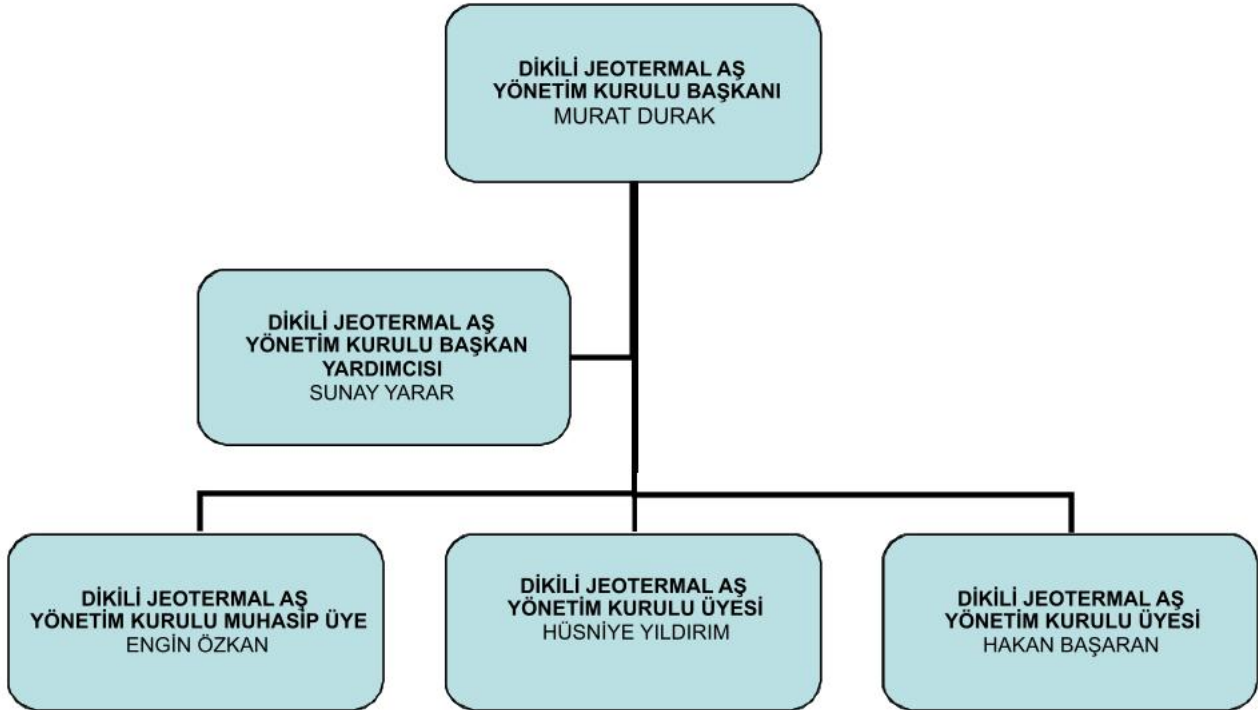 DİKİLİ JEOTERMAL AŞ
YÖNETİM KURULU BAŞKANI
MURAT DURAK
DİKİLİ JEOTERMAL AŞ
YÖNETİM KURULU BAŞKAN
YARDIMCISI
SUNAY YARAR
DİKİLİ JEOTERMAL AŞ
YÖNETİM KURULU MUHASİP ÜYE
ENGİN ÖZKAN
DİKİLİ JEOTERMAL AŞ
YÖNETİM KURULU ÜYESİ
HÜSNİYE YILDIRIM
DİKİLİ JEOTERMAL AŞ
YÖNETİM KURULU ÜYESİ
HAKAN BAŞARAN